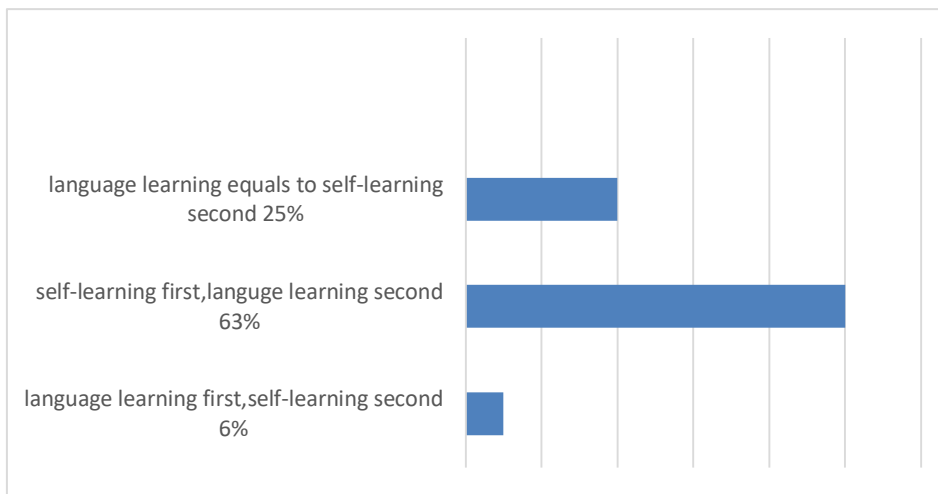 language learning equals to self-learning
second 25%
self-learning first,languge learning second
63%
language learning first,self-learning second
6%